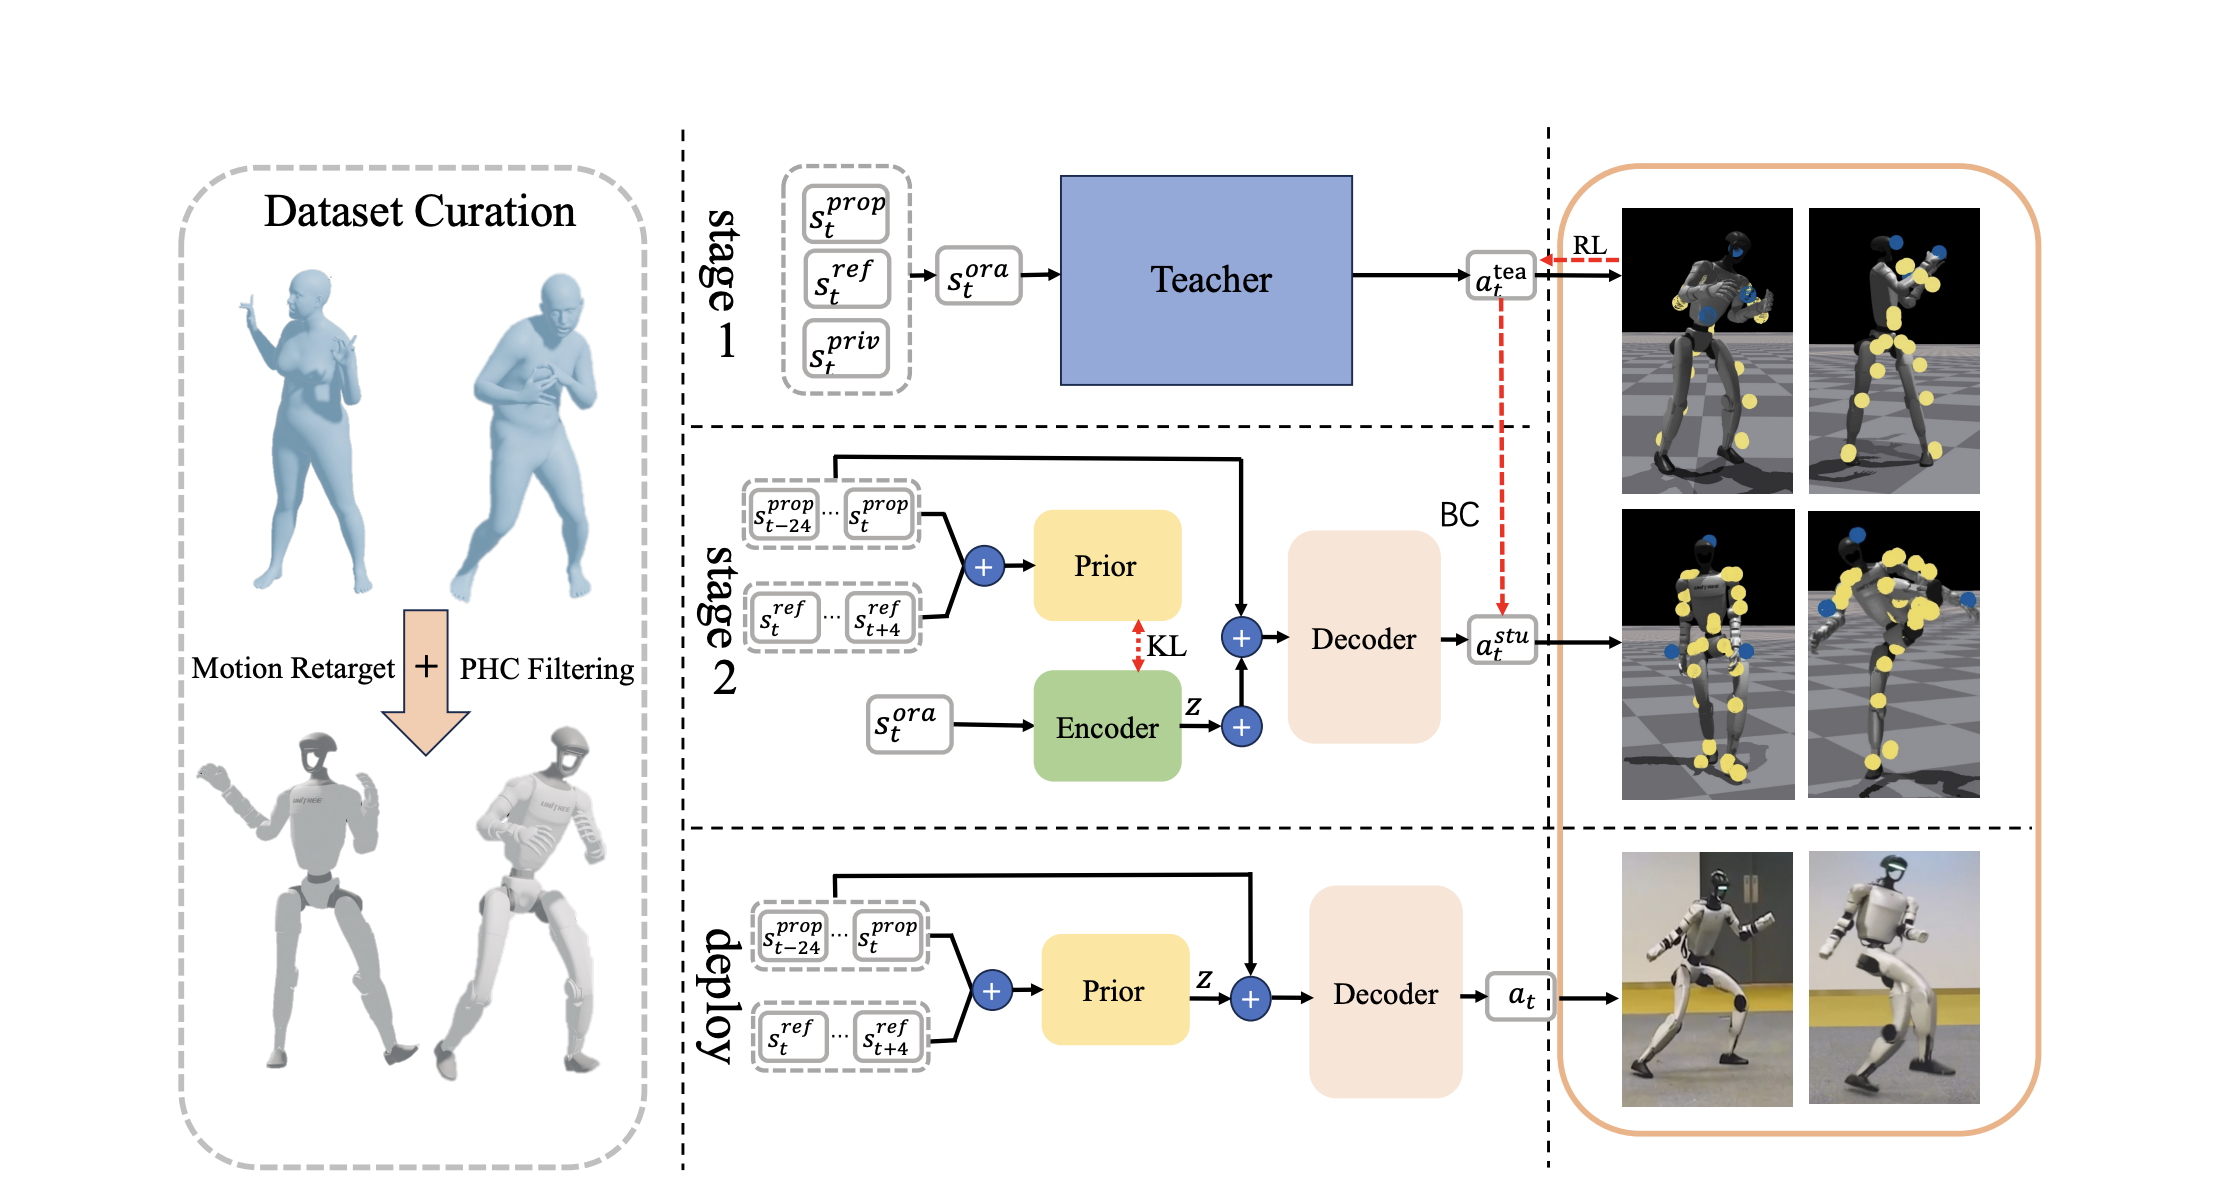 Dataset Curation
Motion Retarget + PHC Filtering
UNITREE
UNITREE
stage 1
s_t^{prop}
s_t^{ref}
s_t^{priv}
s_t^{ora}
Teacher
a_t^{tea}
RL
stage 2
s_{t-24}^{prop} ... s_t^{prop}
s_t^{ref} ... s_{t+4}^{ref}
+
Prior
KL
s_t^{ora}
Encoder
z
+
+
Decoder
BC
a_t^{stu}
deploy
s_{t-24}^{prop} ... s_t^{prop}
s_t^{ref} ... s_{t+4}^{ref}
+
Prior
z
+
Decoder
a_t